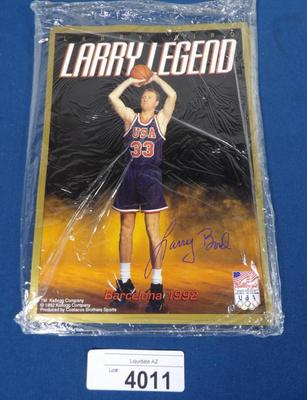 LARRY LEGEND
USA
33
Larry Bird
Barcelona 1992
TM Kellogg Company
© 1992 Kellogg Company
Produced by Costacos Brothers Sports
USA
Liquidate AZ
Lot#
4011